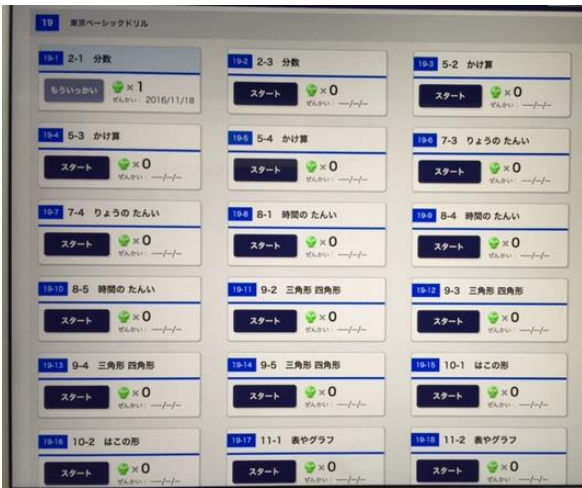 19 東京ベーシックドリル
19-1 2-1 分数
もういっかい × 1
ぜんかい： 2016/11/18
19-2 2-3 分数
スタート × 0
ぜんかい： ----/--/--
19-3 5-2 かけ算
スタート × 0
ぜんかい： ----/--/--
19-4 5-3 かけ算
スタート × 0
ぜんかい： ----/--/--
19-5 5-4 かけ算
スタート × 0
ぜんかい： ----/--/--
19-6 7-3 りょうの たんい
スタート × 0
ぜんかい： ----/--/--
19-7 7-4 りょうの たんい
スタート × 0
ぜんかい： ----/--/--
19-8 8-1 時間の たんい
スタート × 0
ぜんかい： ----/--/--
19-9 8-4 時間の たんい
スタート × 0
ぜんかい： ----/--/--
19-10 8-5 時間の たんい
スタート × 0
ぜんかい： ----/--/--
19-11 9-2 三角形 四角形
スタート × 0
ぜんかい： ----/--/--
19-12 9-3 三角形 四角形
スタート × 0
ぜんかい： ----/--/--
19-13 9-4 三角形 四角形
スタート × 0
ぜんかい： ----/--/--
19-14 9-5 三角形 四角形
スタート × 0
ぜんかい： ----/--/--
19-15 10-1 はこの形
スタート × 0
ぜんかい： ----/--/--
19-16 10-2 はこの形
スタート × 0
ぜんかい： ----/--/--
19-17 11-1 表やグラフ
スタート × 0
ぜんかい： ----/--/--
19-18 11-2 表やグラフ
スタート × 0
ぜんかい： ----/--/--